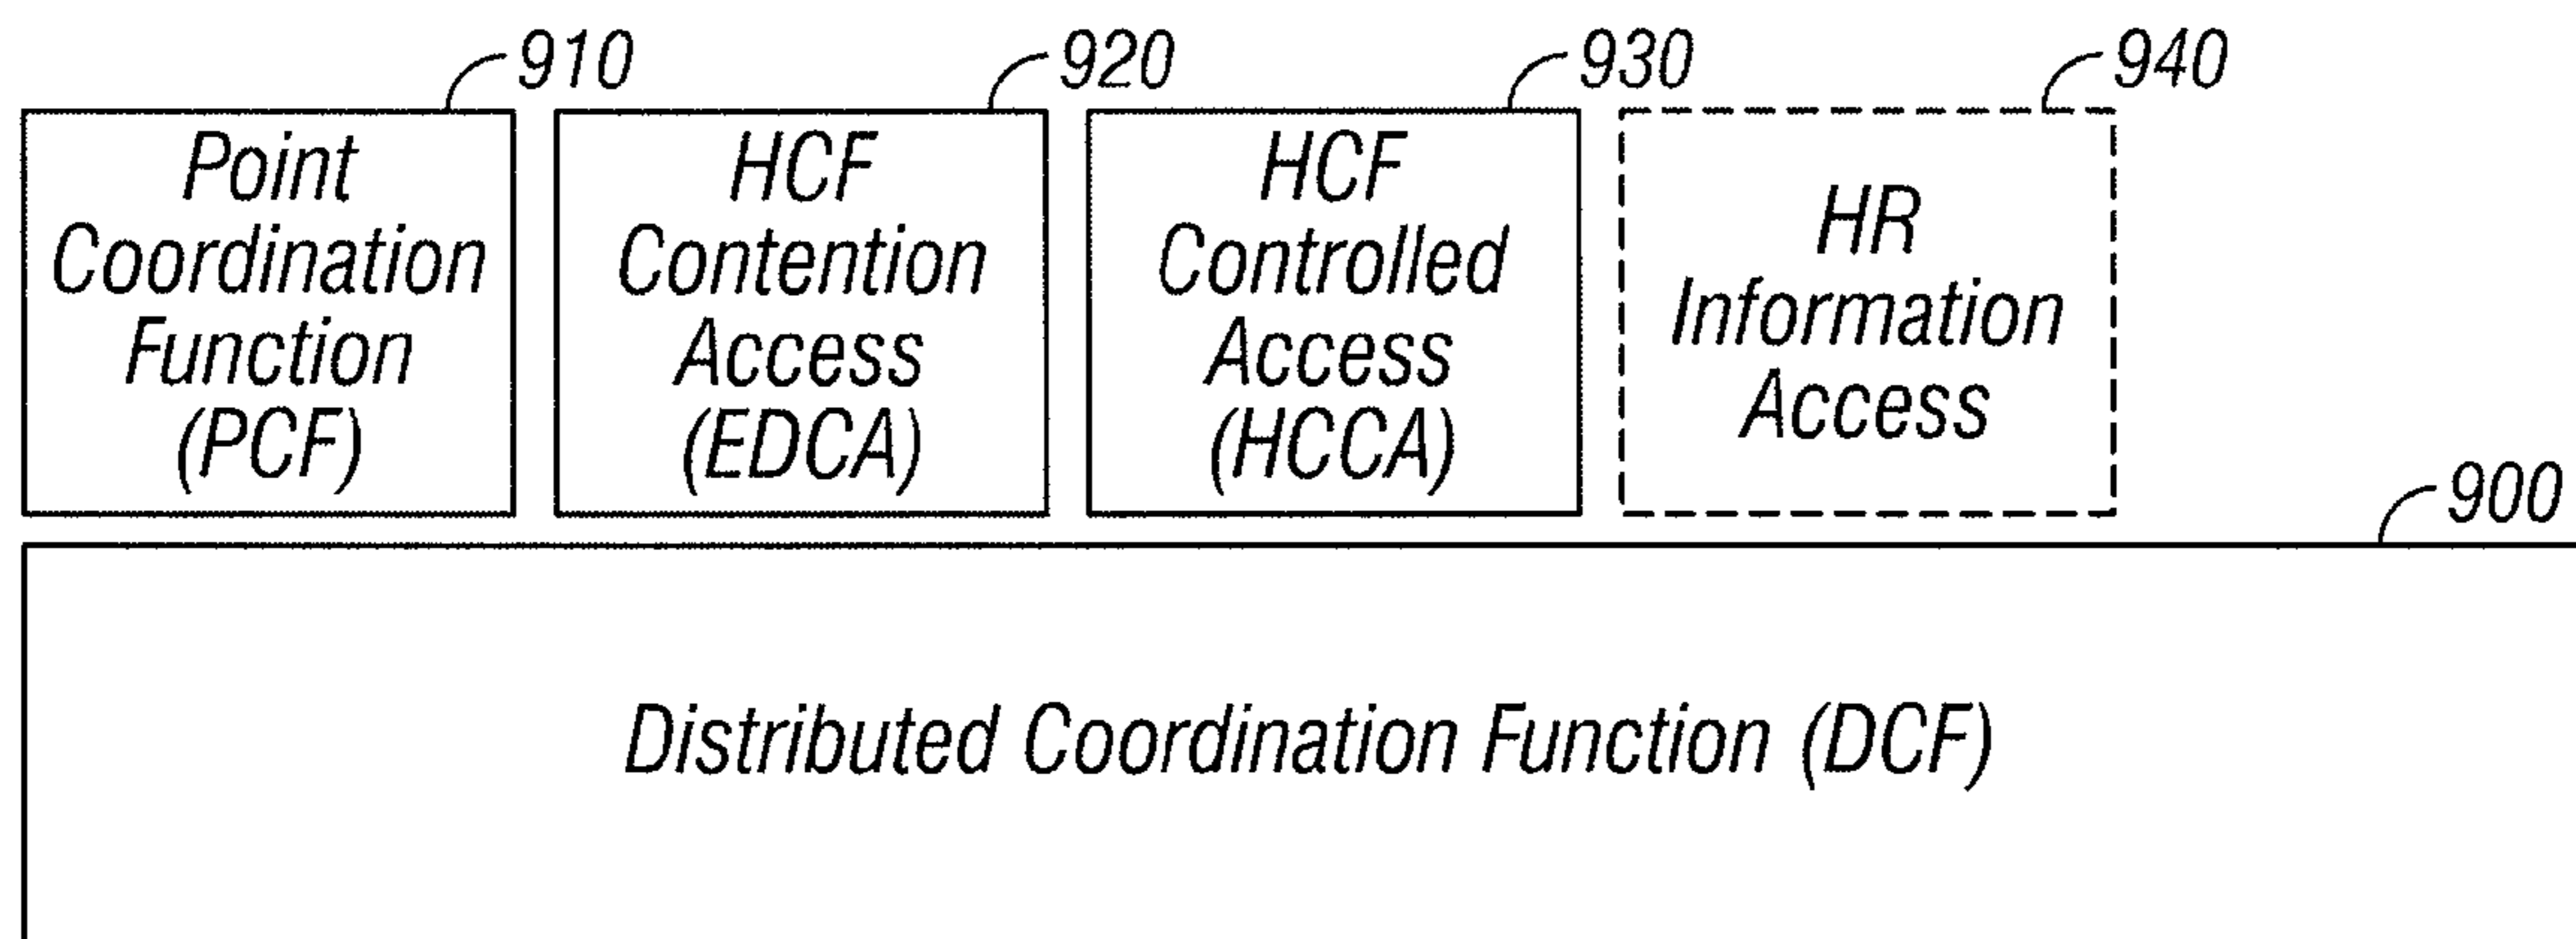 910
920
930
940
Point
Coordination
Function
(PCF)
HCF
Contention
Access
(EDCA)
HCF
Controlled
Access
(HCCA)
HR
Information
Access
900
Distributed Coordination Function (DCF)